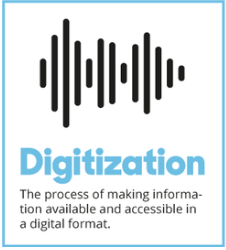 Digitization
The process of making informa-
tion available and accessible in
a digital format.